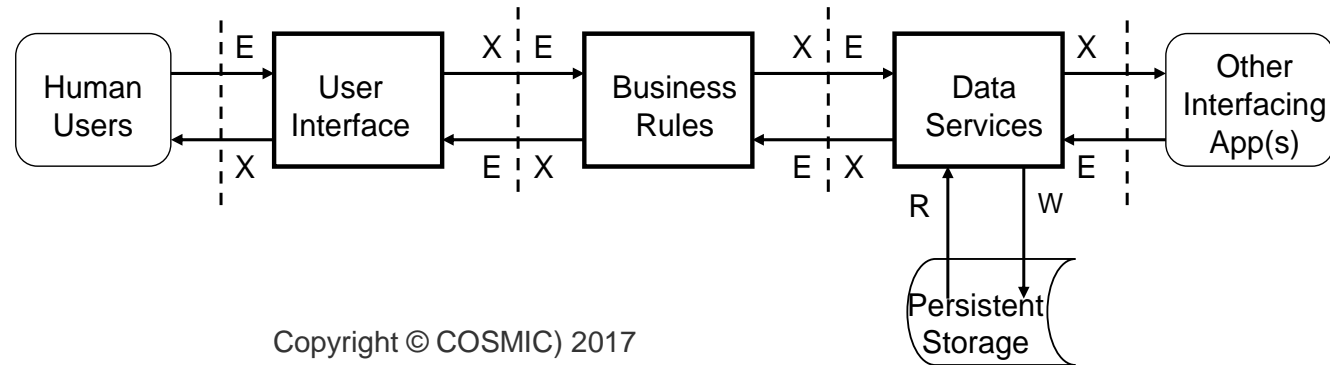 E
X
E
X
E
X
Human
Users
User
Interface
Business
Rules
Data
Services
Other
Interfacing
App(s)
X
E
X
E
X
E
R
W
Persistent
Storage
Copyright © COSMIC) 2017